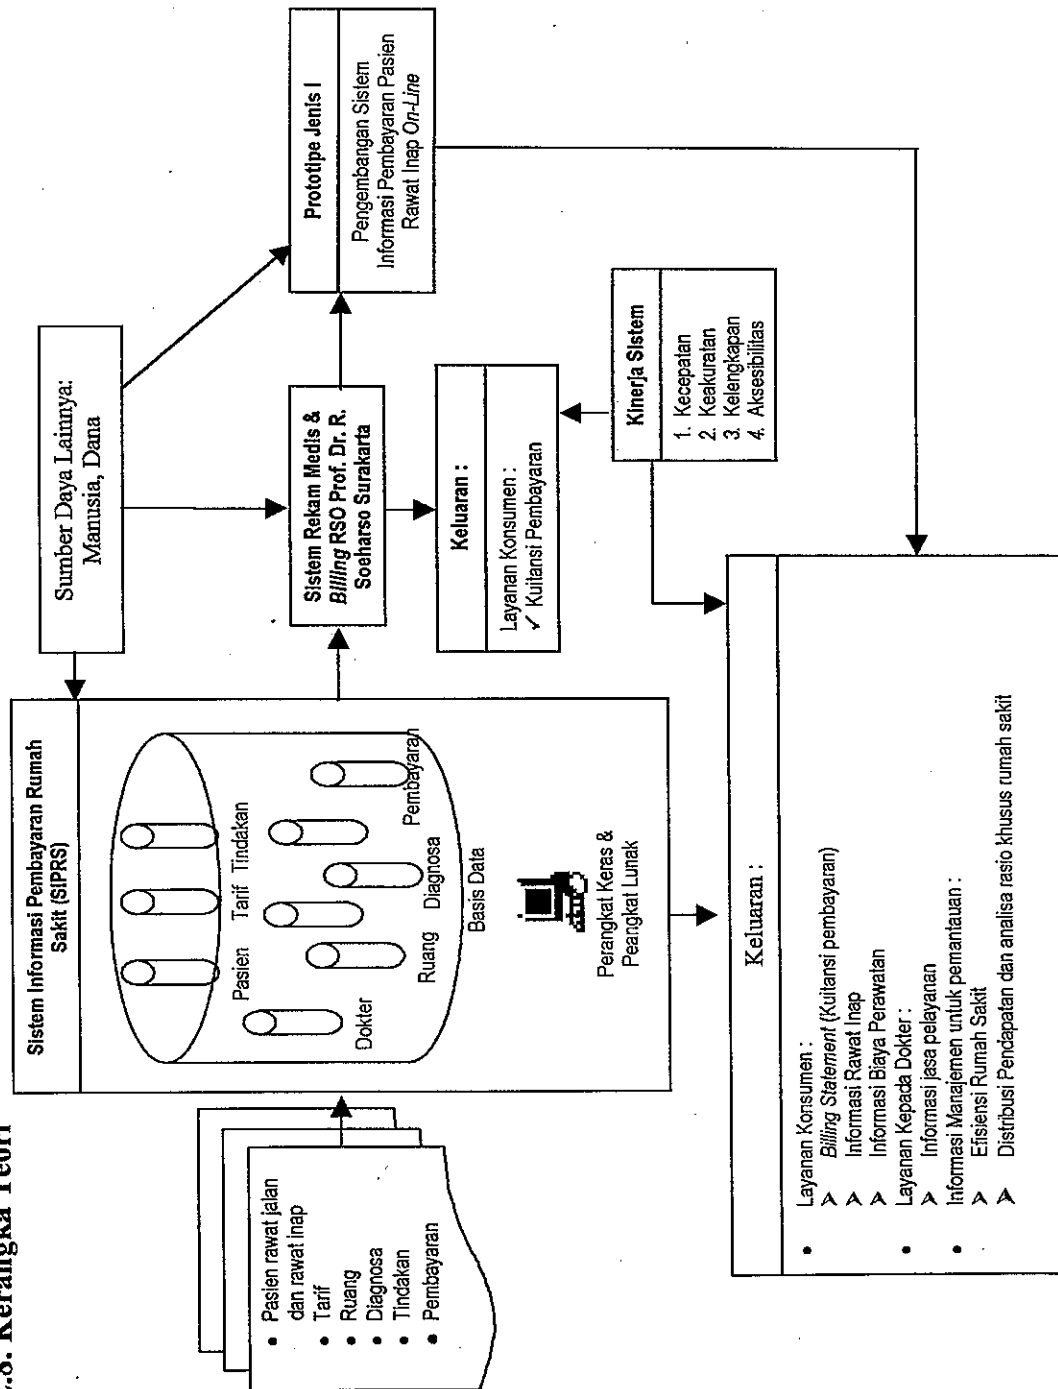 Kerangka Teori
Pasien rawat jalan
dan rawat inap
Tarif
Ruang
Diagnosa
Tindakan
Pembayaran
Sistem Informasi Pembayaran Rumah
Sakit (SIPRS)
Pasien
Tarif
Tindakan
Dokter
Ruang
Diagnosa
Pembayaran
Basis Data
Perangkat Keras &
Peangkat Lunak
Sumber Daya Lainnya:
Manusia, Dana
Sistem Rekam Medis &
Billing RSO Prof. Dr. R.
Soeharso Surakarta
Prototipe Jenis I
Pengembangan Sistem
Informasi Pembayaran Pasien
Rawat Inap On-Line
Keluaran :
Layanan Konsumen :
✓ Kuitansi Pembayaran
Kinerja Sistem
1. Kecepatan
2. Keakuratan
3. Kelengkapan
4. Aksesibilitas
Keluaran :
• Layanan Konsumen :
➤ Billing Statement (Kuitansi pembayaran)
➤ Informasi Rawat Inap
➤ Informasi Biaya Perawatan
• Layanan Kepada Dokter :
➤ Informasi jasa pelayanan
• Informasi Manajemen untuk pemantauan :
➤ Efisiensi Rumah Sakit
➤ Distribusi Pendapatan dan analisa rasio khusus rumah sakit